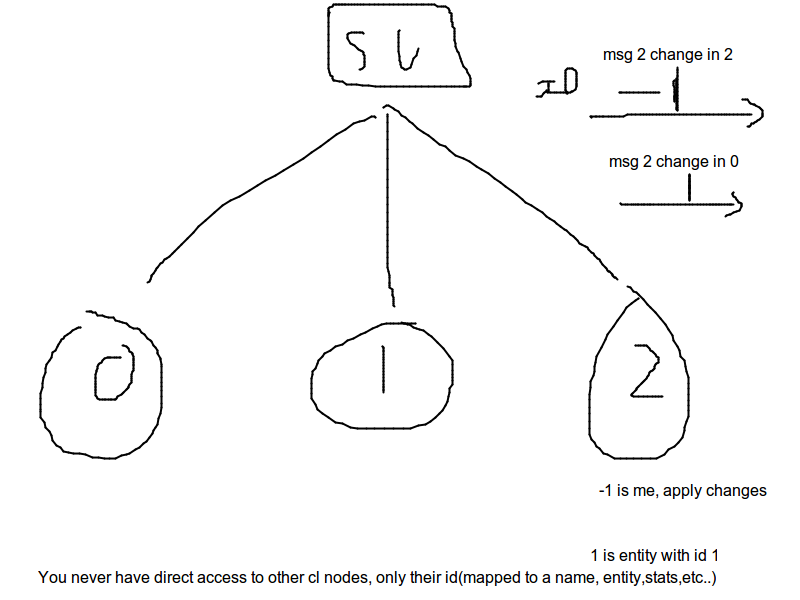 SV
msg 2 change in 2
ID
-1
msg 2 change in 0
0
1
2
-1 is me, apply changes
1 is entity with id 1
You never have direct access to other cl nodes, only their id(mapped to a name, entity,stats,etc..)